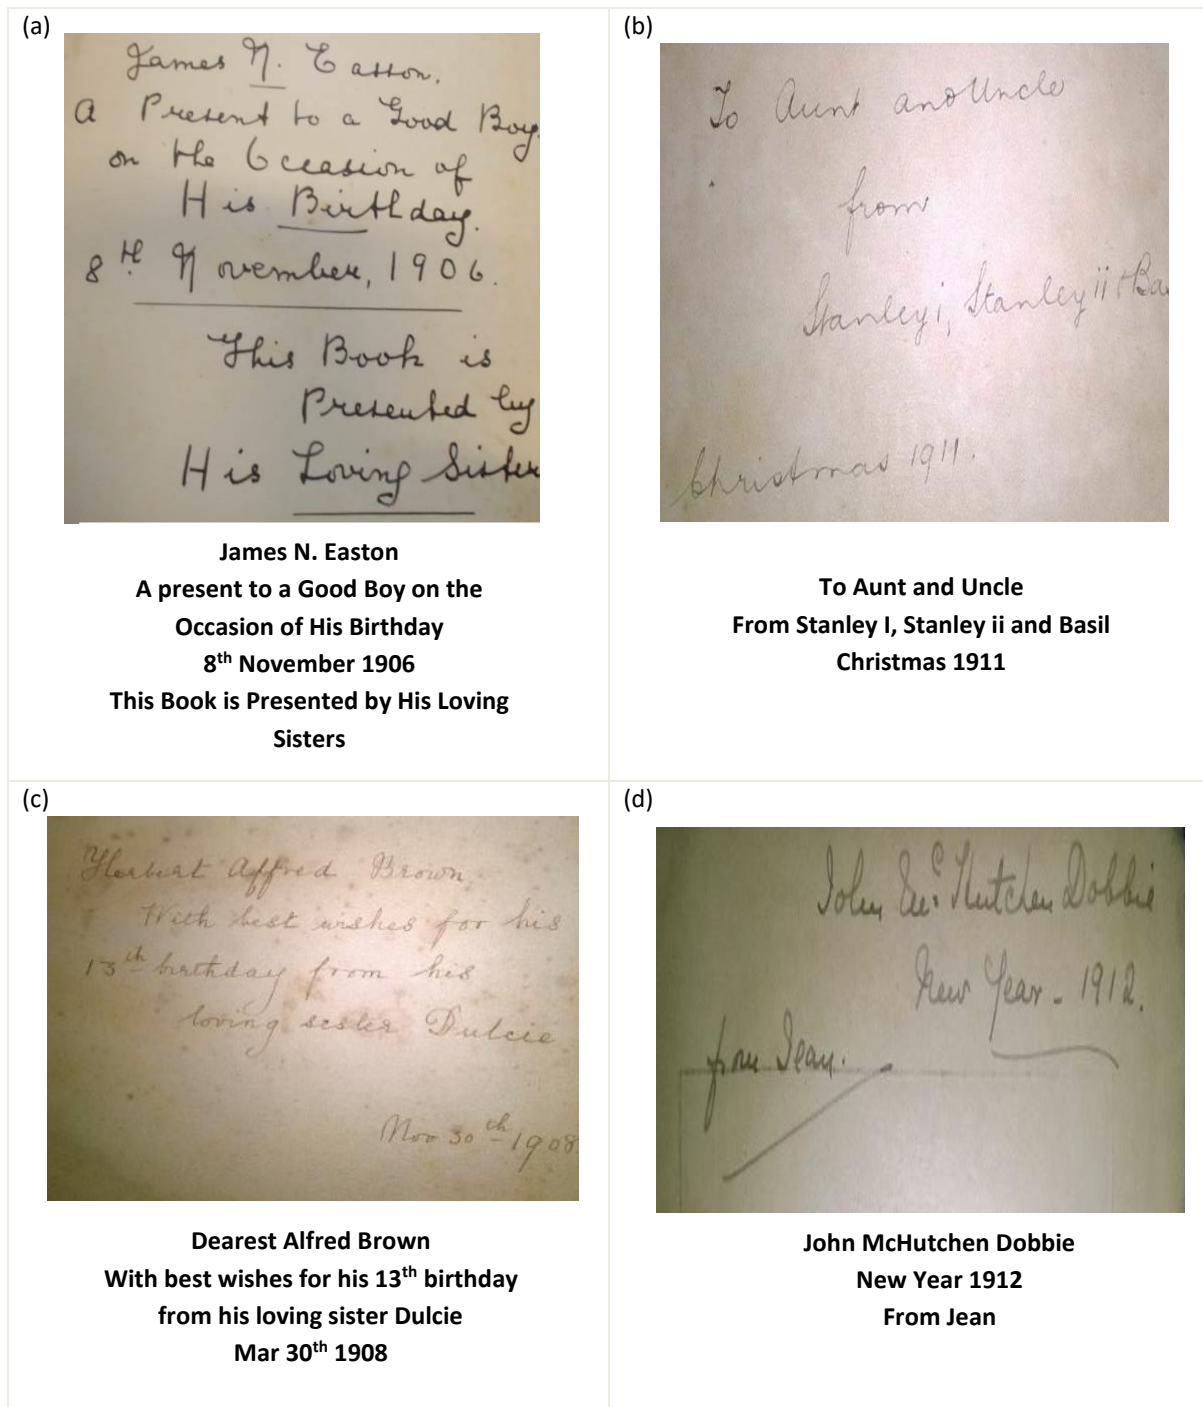 (a)
James N. Easson.
A Present to a Good Boy
on the Occasion of
His Birthday.
8th November, 1906.
This Book is
Presented by
His Loving Sister
James N. Easton
A present to a Good Boy on the
Occasion of His Birthday
8th November 1906
This Book is Presented by His Loving
Sisters
(b)
To Aunt and Uncle
from
Stanley i, Stanley ii + Ba
Christmas 1911.
To Aunt and Uncle
From Stanley I, Stanley ii and Basil
Christmas 1911
(c)
Herbert Alfred Brown
With best wishes for his
13th birthday from his
loving sister Dulcie
Nov 30th 1908
Dearest Alfred Brown
With best wishes for his 13th birthday
from his loving sister Dulcie
Mar 30th 1908
(d)
John McHutchen Dobbie
New Year - 1912.
from Jean.
John McHutchen Dobbie
New Year 1912
From Jean